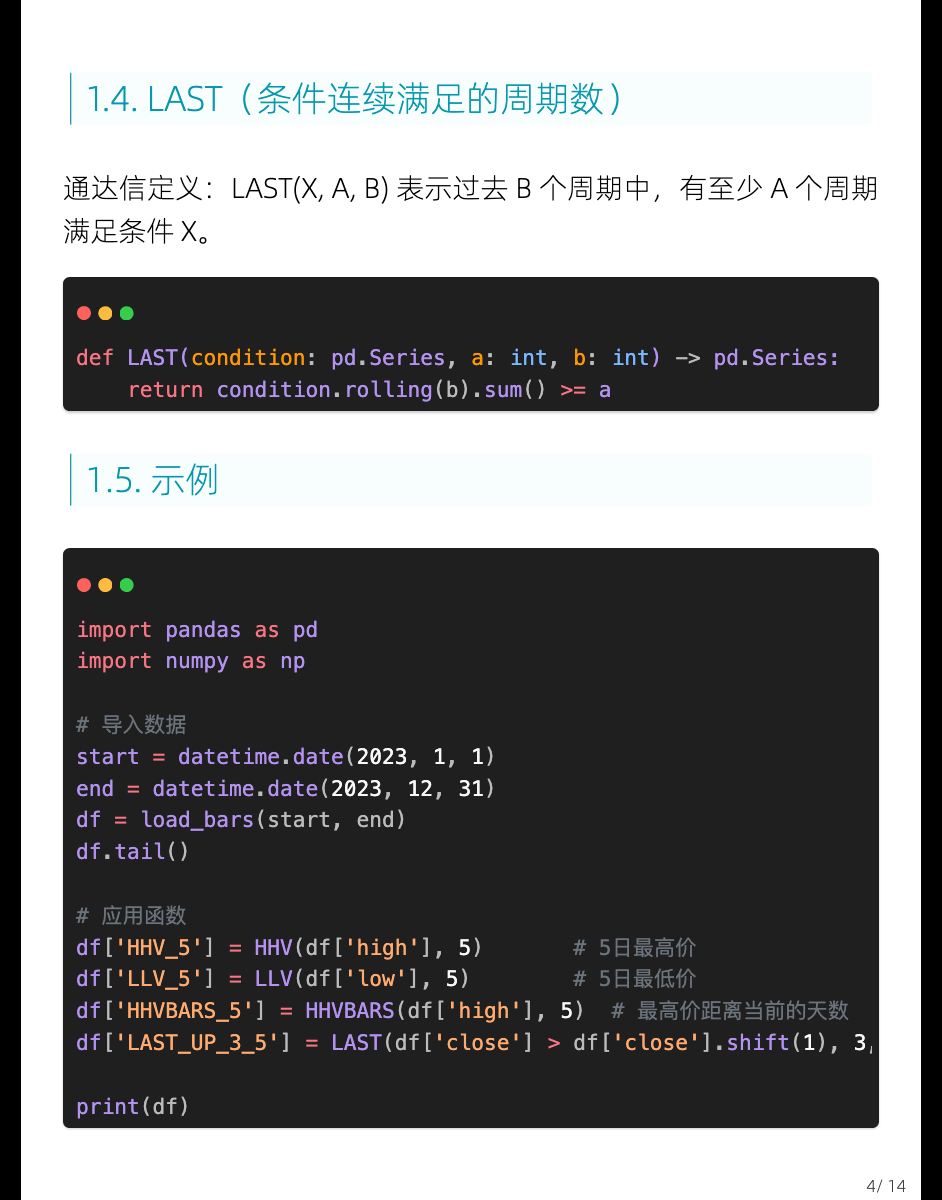 1.4. LAST（条件连续满足的周期数）
通达信定义：LAST(X, A, B) 表示过去 B 个周期中，有至少 A 个周期
满足条件 X。
def LAST(condition: pd.Series, a: int, b: int) -> pd.Series:
    return condition.rolling(b).sum() >= a
1.5. 示例
import pandas as pd
import numpy as np
# 导入数据
start = datetime.date(2023, 1, 1)
end = datetime.date(2023, 12, 31)
df = load_bars(start, end)
df.tail()
# 应用函数
df['HHV_5'] = HHV(df['high'], 5)       # 5日最高价
df['LLV_5'] = LLV(df['low'], 5)        # 5日最低价
df['HHVBARS_5'] = HHVBARS(df['high'], 5)  # 最高价距离当前的天数
df['LAST_UP_3_5'] = LAST(df['close'] > df['close'].shift(1), 3,
print(df)
4/ 14